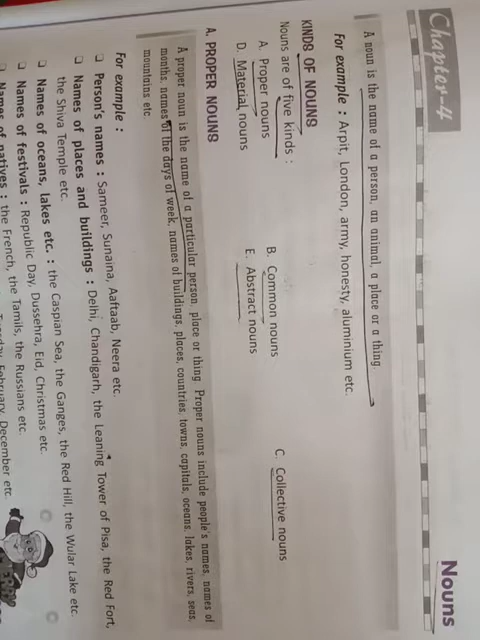 Chapter-4
Nouns
A noun is the name of a person, an animal, a place or a thing.
For example : Arpit, London, army, honesty, aluminium etc.
KINDS OF NOUNS
Nouns are of five kinds :
A. Proper nouns B. Common nouns C. Collective nouns
D. Material nouns E. Abstract nouns
A. PROPER NOUNS
A proper noun is the name of a particular person, place or thing. Proper nouns include people's names, names of
months, names of the days of week, names of buildings, places, countries, towns, capitals, oceans, lakes, rivers, seas,
mountains etc.
For example :
❑ Person's names : Sameer, Sunaina, Aaftaab, Neera etc.
❑ Names of places and buildings : Delhi, Chandigarh, the Leaning Tower of Pisa, the Red Fort,
the Shiva Temple etc.
❑ Names of oceans, lakes etc. : the Caspian Sea, the Ganges, the Red Hill, the Wular Lake etc.
❑ Names of festivals : Republic Day, Dussehra, Eid, Christmas etc.
❑ Names of natives : the French, the Tamils, the Russians etc.
February, December etc.